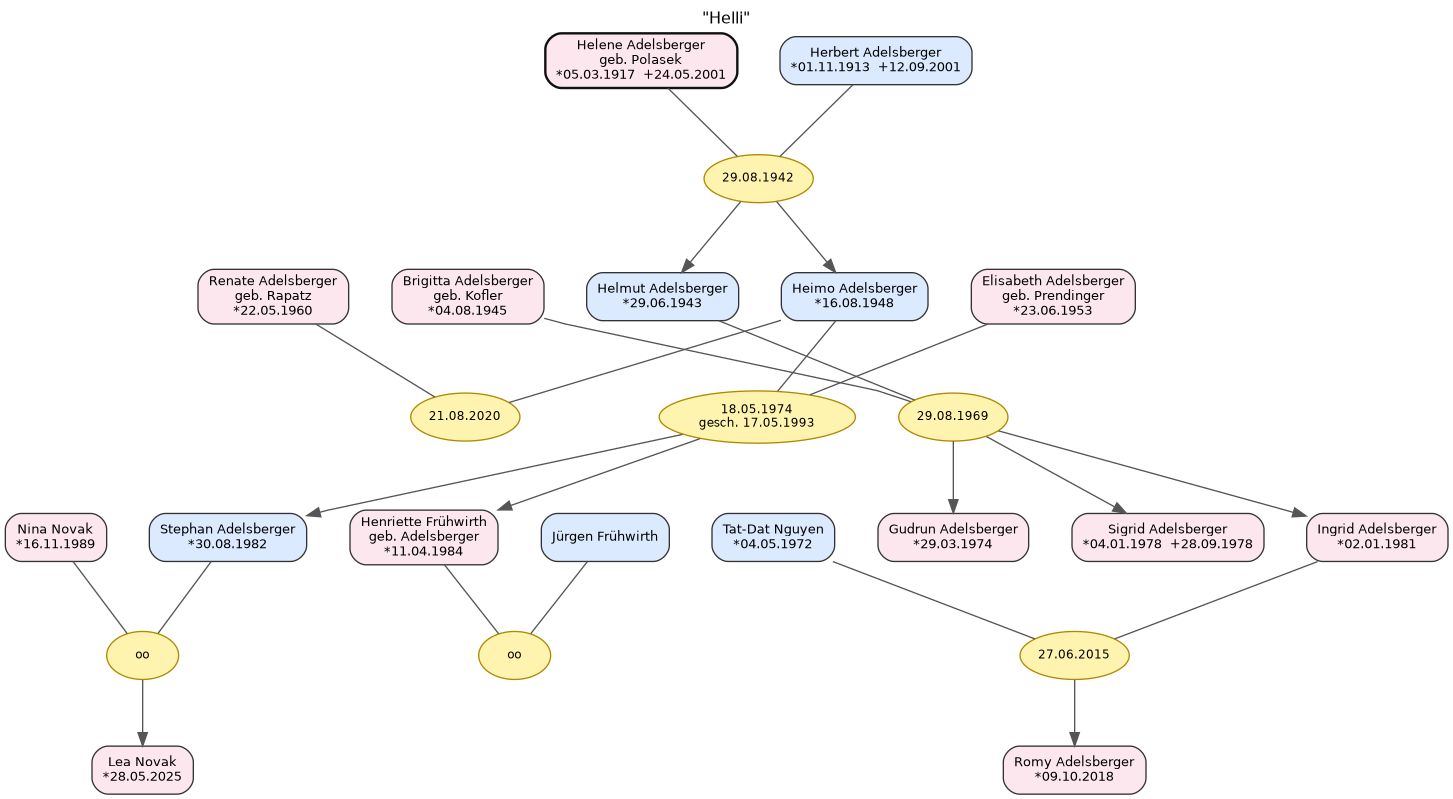 "Helli"
Helene Adelsberger
geb. Polasek
*05.03.1917  +24.05.2001
Herbert Adelsberger
*01.11.1913  +12.09.2001
29.08.1942
Renate Adelsberger
geb. Rapatz
*22.05.1960
Brigitta Adelsberger
geb. Kofler
*04.08.1945
Helmut Adelsberger
*29.06.1943
Heimo Adelsberger
*16.08.1948
Elisabeth Adelsberger
geb. Prendinger
*23.06.1953
21.08.2020
18.05.1974
gesch. 17.05.1993
29.08.1969
Nina Novak
*16.11.1989
Stephan Adelsberger
*30.08.1982
Henriette Frühwirth
geb. Adelsberger
*11.04.1984
Jürgen Frühwirth
Tat-Dat Nguyen
*04.05.1972
Gudrun Adelsberger
*29.03.1974
Sigrid Adelsberger
*04.01.1978  +28.09.1978
Ingrid Adelsberger
*02.01.1981
oo
oo
27.06.2015
Lea Novak
*28.05.2025
Romy Adelsberger
*09.10.2018